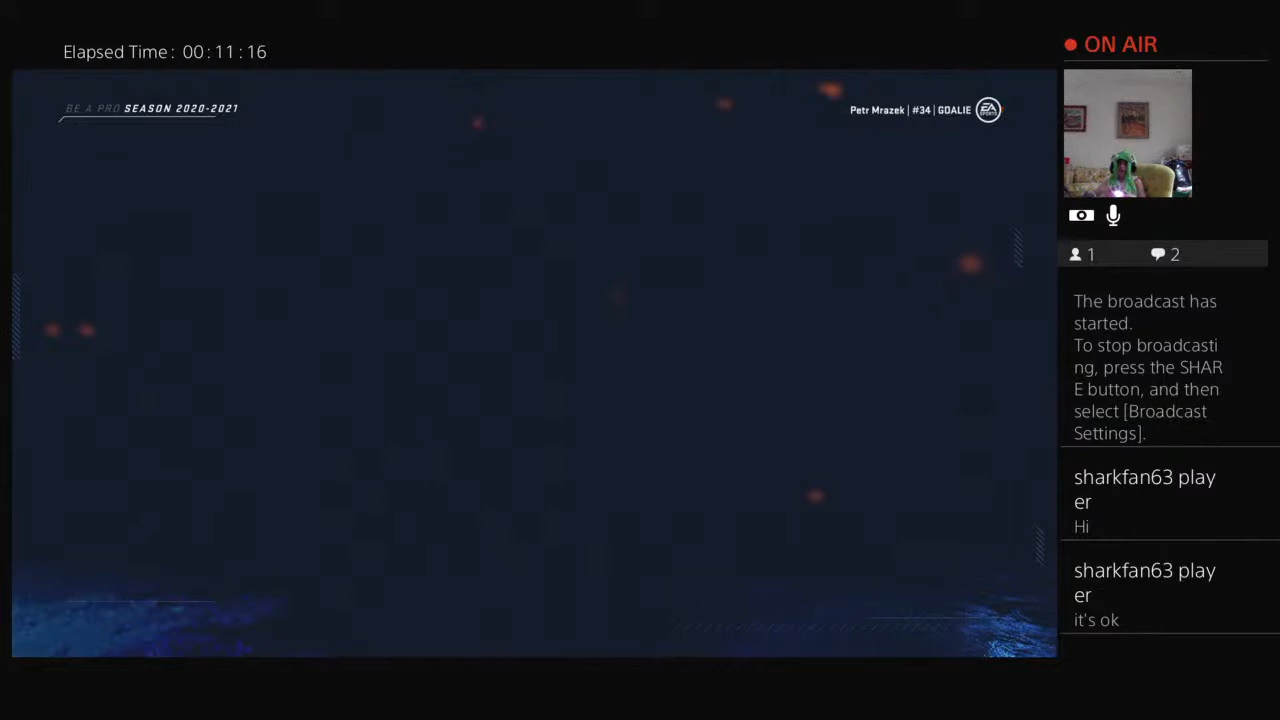 Elapsed Time: 00:11:16
ON AIR
BE A PRO SEASON 2020-2021
Petr Mrazek | #34 | GOALIE
EA
SPORTS
1
2
The broadcast has
started.
To stop broadcasti
ng, press the SHAR
E button, and then
select [Broadcast
Settings].
sharkfan63 play
er
Hi
sharkfan63 play
er
it's ok